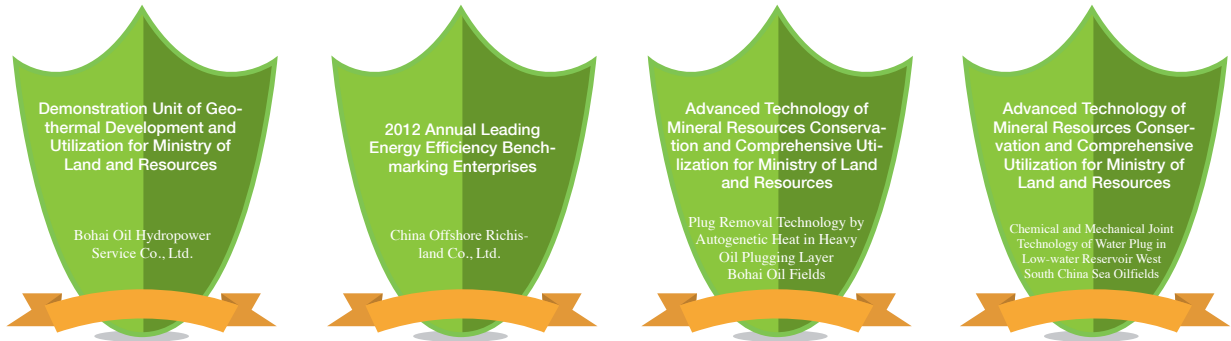 Demonstration Unit of Geo-
thermal Development and
Utilization for Ministry of
Land and Resources
Bohai Oil Hydropower
Service Co., Ltd.
2012 Annual Leading
Energy Efficiency Bench-
marking Enterprises
China Offshore Richis-
land Co., Ltd.
Advanced Technology of
Mineral Resources Conserva-
tion and Comprehensive Uti-
lization for Ministry of Land
and Resources
Plug Removal Technology by
Autogenetic Heat in Heavy
Oil Plugging Layer
Bohai Oil Fields
Advanced Technology of
Mineral Resources Conser-
vation and Comprehensive
Utilization for Ministry of
Land and Resources
Chemical and Mechanical Joint
Technology of Water Plug in
Low-water Reservoir West
South China Sea Oilfields